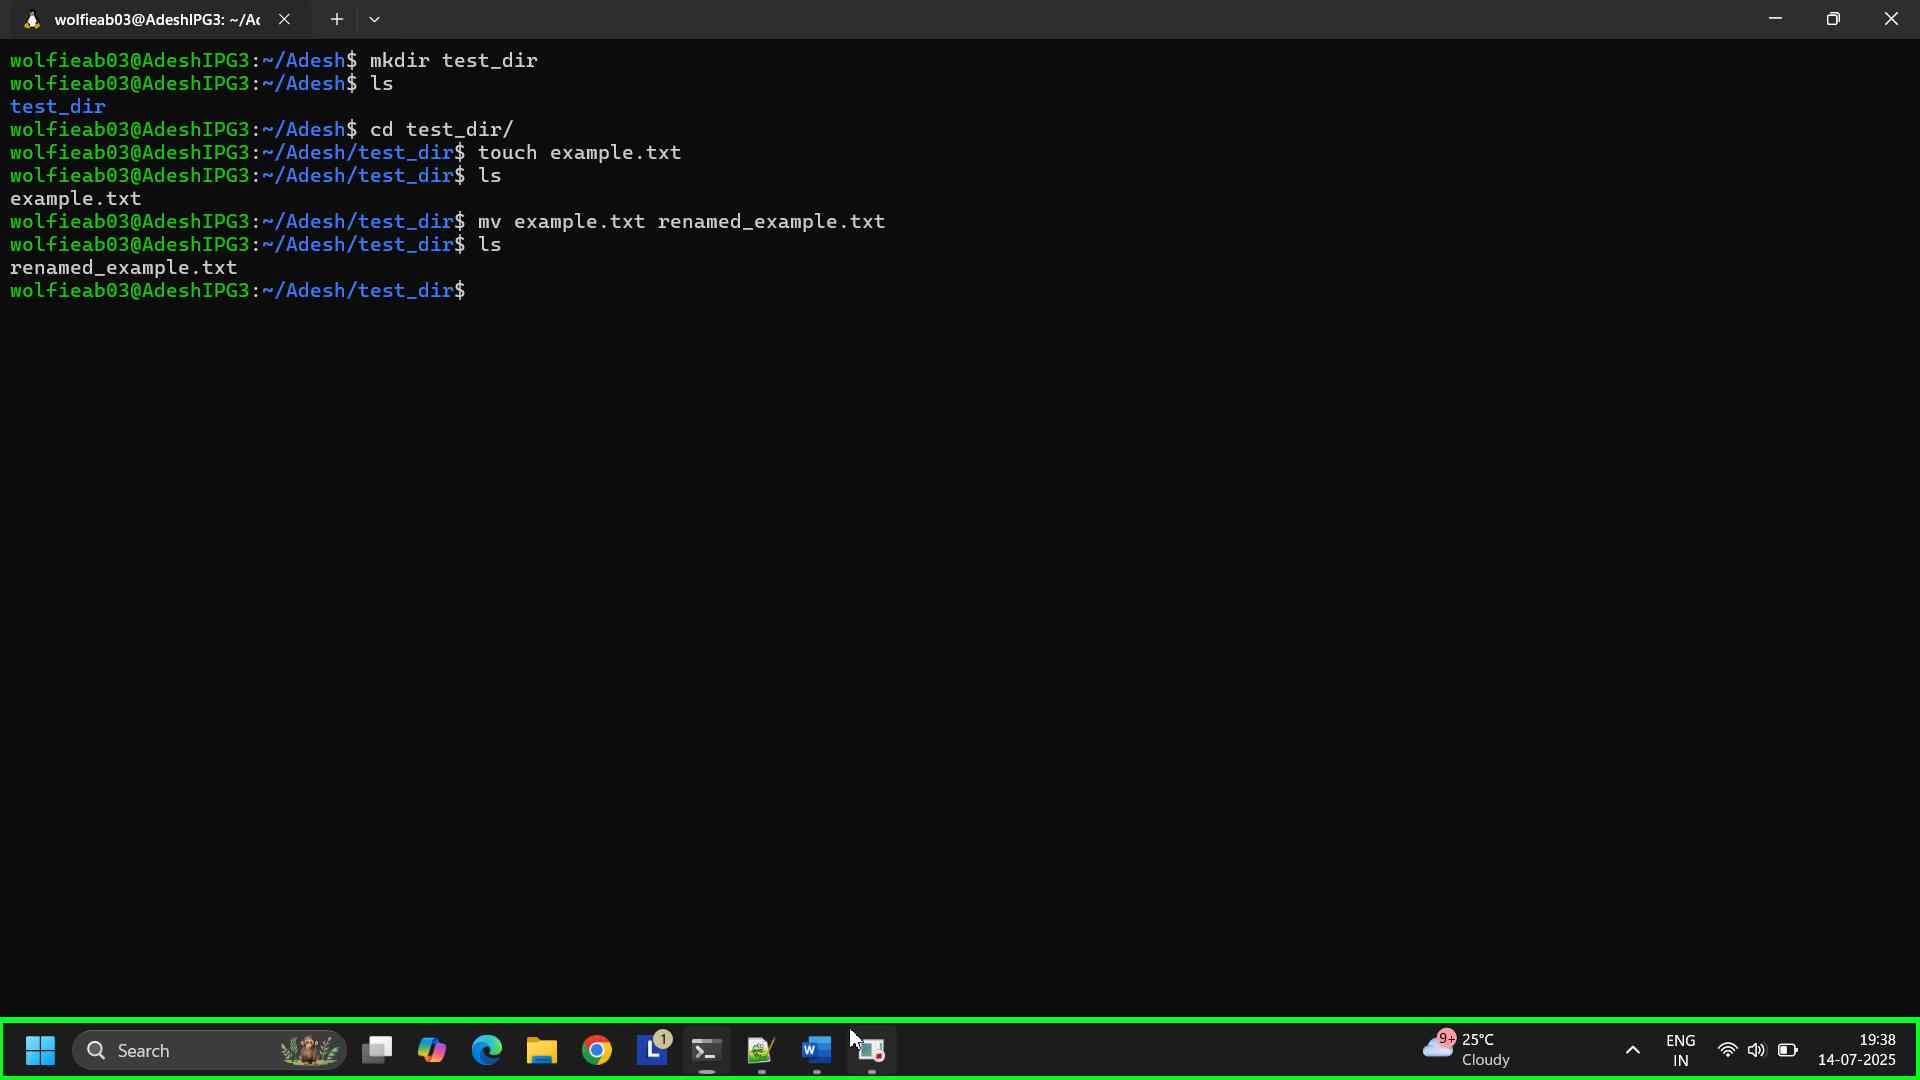 wolfieab03@AdeshIPG3: ~/Ac
wolfieab03@AdeshIPG3:~/Adesh$ mkdir test_dir
wolfieab03@AdeshIPG3:~/Adesh$ ls
test_dir
wolfieab03@AdeshIPG3:~/Adesh$ cd test_dir/
wolfieab03@AdeshIPG3:~/Adesh/test_dir$ touch example.txt
wolfieab03@AdeshIPG3:~/Adesh/test_dir$ ls
example.txt
wolfieab03@AdeshIPG3:~/Adesh/test_dir$ mv example.txt renamed_example.txt
wolfieab03@AdeshIPG3:~/Adesh/test_dir$ ls
renamed_example.txt
wolfieab03@AdeshIPG3:~/Adesh/test_dir$
Search
L 1
W
9+ 25°C
Cloudy
ENG
IN
19:38
14-07-2025